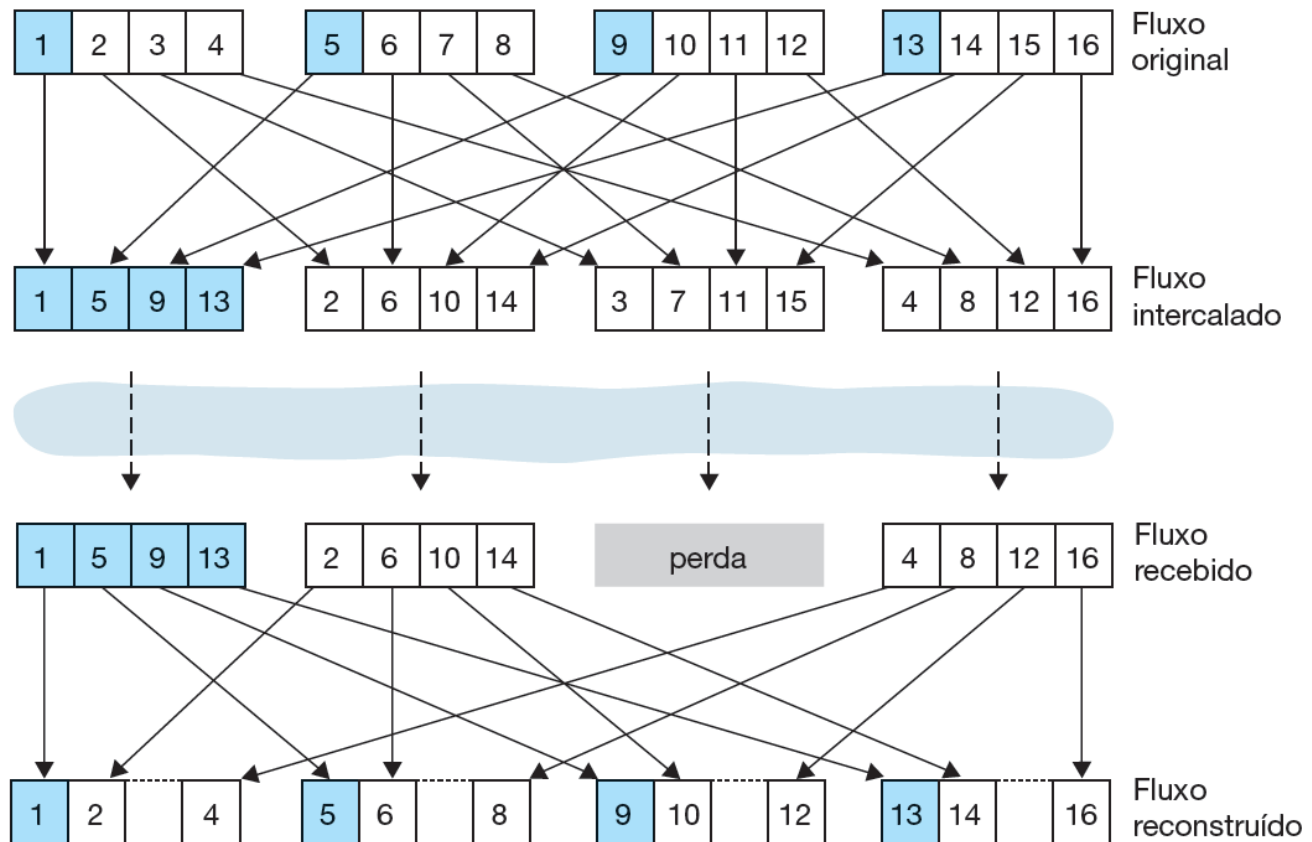 1 2 3 4 5 6 7 8 9 10 11 12 13 14 15 16 Fluxo
original
1 5 9 13 2 6 10 14 3 7 11 15 4 8 12 16 Fluxo
intercalado
1 5 9 13 2 6 10 14 perda 4 8 12 16 Fluxo
recebido
1 2 4 5 6 8 9 10 12 13 14 16 Fluxo
reconstruído